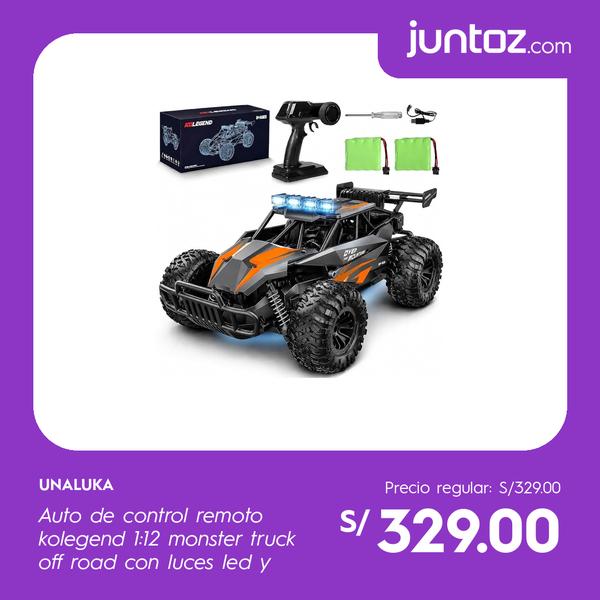 juntoz.com
KOLEGEND
UNALUKA
Auto de control remoto
kolegend 1:12 monster truck
off road con luces led y
Precio regular: S/329.00
S/ 329.00